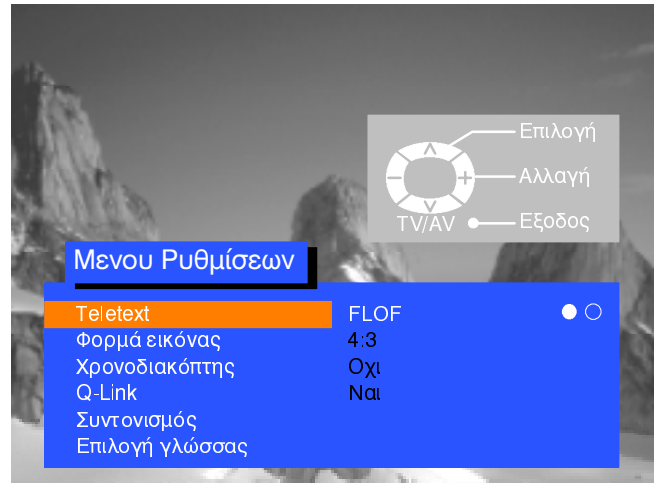 Επιλογή
Αλλαγή
TV/AV Εξοδος
Μενου Ρυθμίσεων
Teletext FLOF
Φορμά εικόνας 4:3
Χρονοδιακόπτης Οχι
Q-Link Ναι
Συντονισμός
Επιλογή γλώσσας